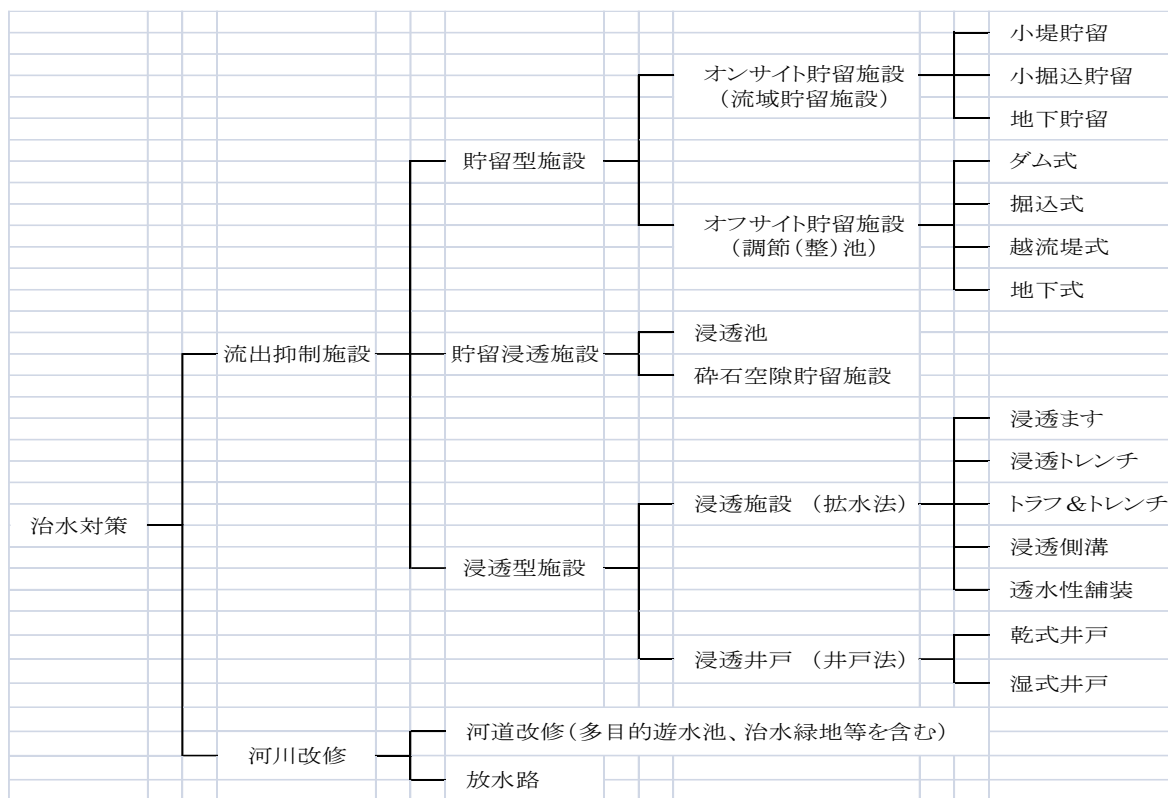 治水対策
流出抑制施設
貯留型施設
オンサイト貯留施設
（流域貯留施設）
小堤貯留
小掘込貯留
地下貯留
オフサイト貯留施設
（調節（整）池）
ダム式
掘込式
越流堤式
地下式
貯留浸透施設
浸透池
砕石空隙貯留施設
浸透型施設
浸透施設　（拡水法）
浸透ます
浸透トレンチ
トラフ＆トレンチ
浸透側溝
透水性舗装
浸透井戸　（井戸法）
乾式井戸
湿式井戸
河川改修
河道改修（多目的遊水池、治水緑地等を含む）
放水路